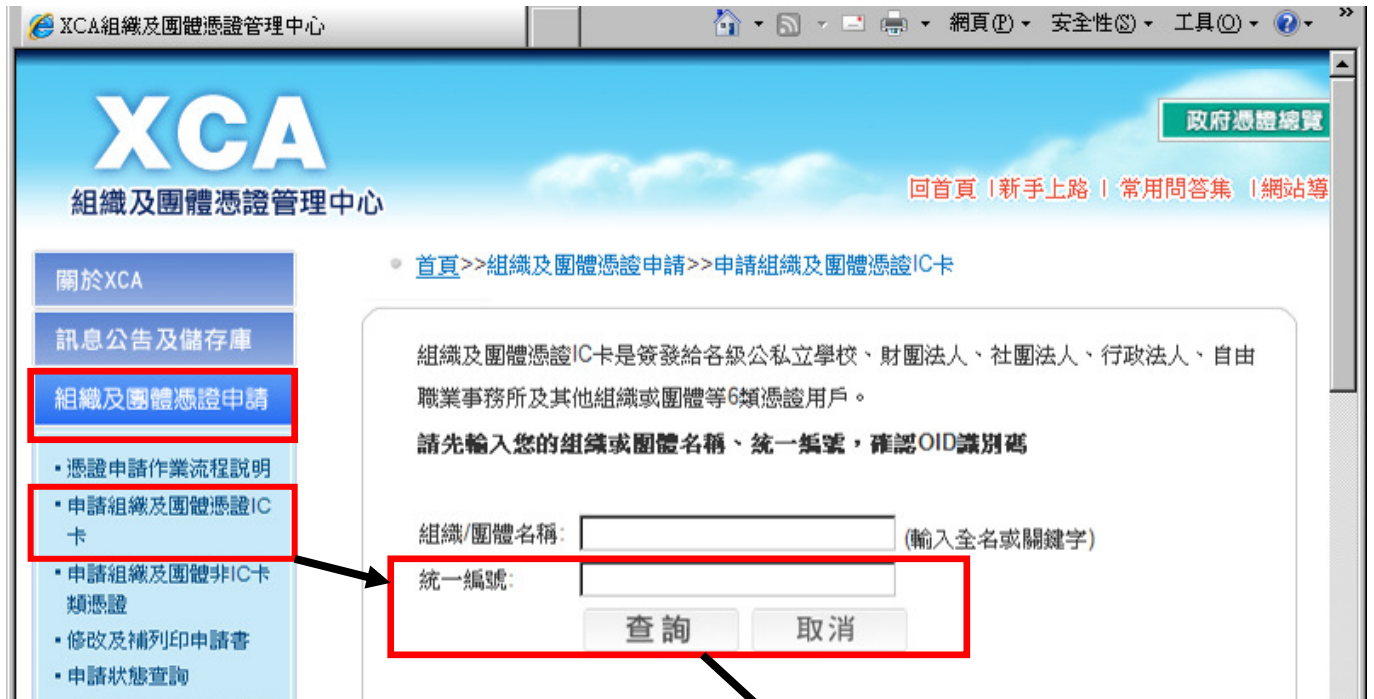 XCA組織及團體憑證管理中心
網頁(P)
安全性(S)
工具(O)
XCA
組織及團體憑證管理中心
政府憑證總覽
回首頁 | 新手上路 | 常用問答集 | 網站導
關於XCA
訊息公告及儲存庫
組織及團體憑證申請
▪憑證申請作業流程說明
▪申請組織及團體憑證IC
卡
▪申請組織及團體非IC卡
類憑證
▪修改及補列印申請書
▪申請狀態查詢
首頁>>組織及團體憑證申請>>申請組織及團體憑證IC卡
組織及團體憑證IC卡是簽發給各級公私立學校、財團法人、社團法人、行政法人、自由
職業事務所及其他組織或團體等6類憑證用戶。
請先輸入您的組織或團體名稱、統一編號，確認OID識別碼
組織/團體名稱:
(輸入全名或關鍵字)
統一編號:
查詢
取消